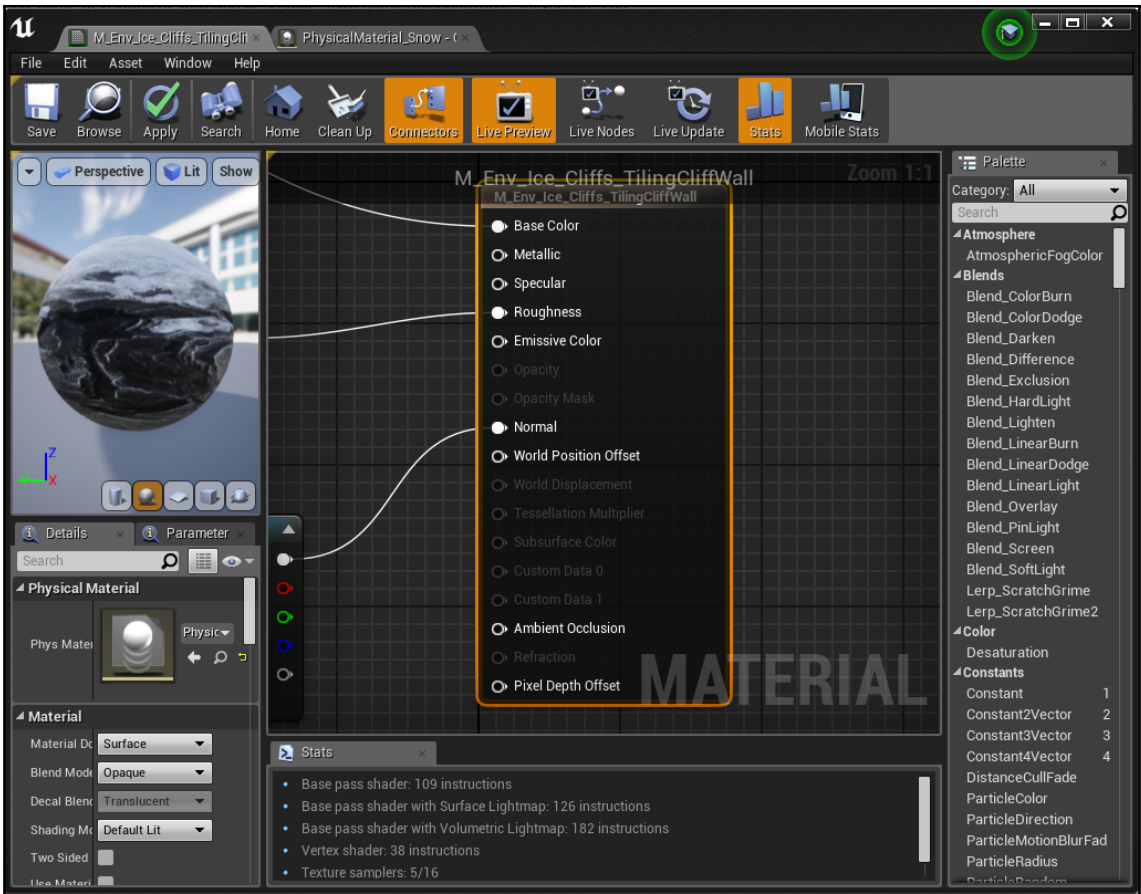 M_Env_Ice_Cliffs_TilingClif
PhysicalMaterial_Snow - (
File Edit Asset Window Help
Save Browse Apply Search Home Clean Up Connectors Live Preview Live Nodes Live Update Stats Mobile Stats
Perspective Lit Show
M_Env_Ice_Cliffs_TilingCliffWall
Zoom 1:1
M_Env_Ice_Cliffs_TilingCliffWall
Base Color
Metallic
Specular
Roughness
Emissive Color
Opacity
Opacity Mask
Normal
World Position Offset
World Displacement
Tessellation Multiplier
Subsurface Color
Custom Data 0
Custom Data 1
Ambient Occlusion
Refraction
Pixel Depth Offset
MATERIAL
Z
X
Details
Parameter
Search
Physical Material
Phys Mater
Physic
Material
Material Do Surface
Blend Mode Opaque
Decal Blend Translucent
Shading Mo Default Lit
Two Sided
Use Materi
Stats
• Base pass shader: 109 instructions
• Base pass shader with Surface Lightmap: 126 instructions
• Base pass shader with Volumetric Lightmap: 182 instructions
• Vertex shader: 38 instructions
• Texture samplers: 5/16
Palette
Category: All
Search
Atmosphere
AtmosphericFogColor
Blends
Blend_ColorBurn
Blend_ColorDodge
Blend_Darken
Blend_Difference
Blend_Exclusion
Blend_HardLight
Blend_Lighten
Blend_LinearBurn
Blend_LinearDodge
Blend_LinearLight
Blend_Overlay
Blend_PinLight
Blend_Screen
Blend_SoftLight
Lerp_ScratchGrime
Lerp_ScratchGrime2
Color
Desaturation
Constants
Constant 1
Constant2Vector 2
Constant3Vector 3
Constant4Vector 4
DistanceCullFade
ParticleColor
ParticleDirection
ParticleMotionBlurFad
ParticleRadius
ParticleRandom